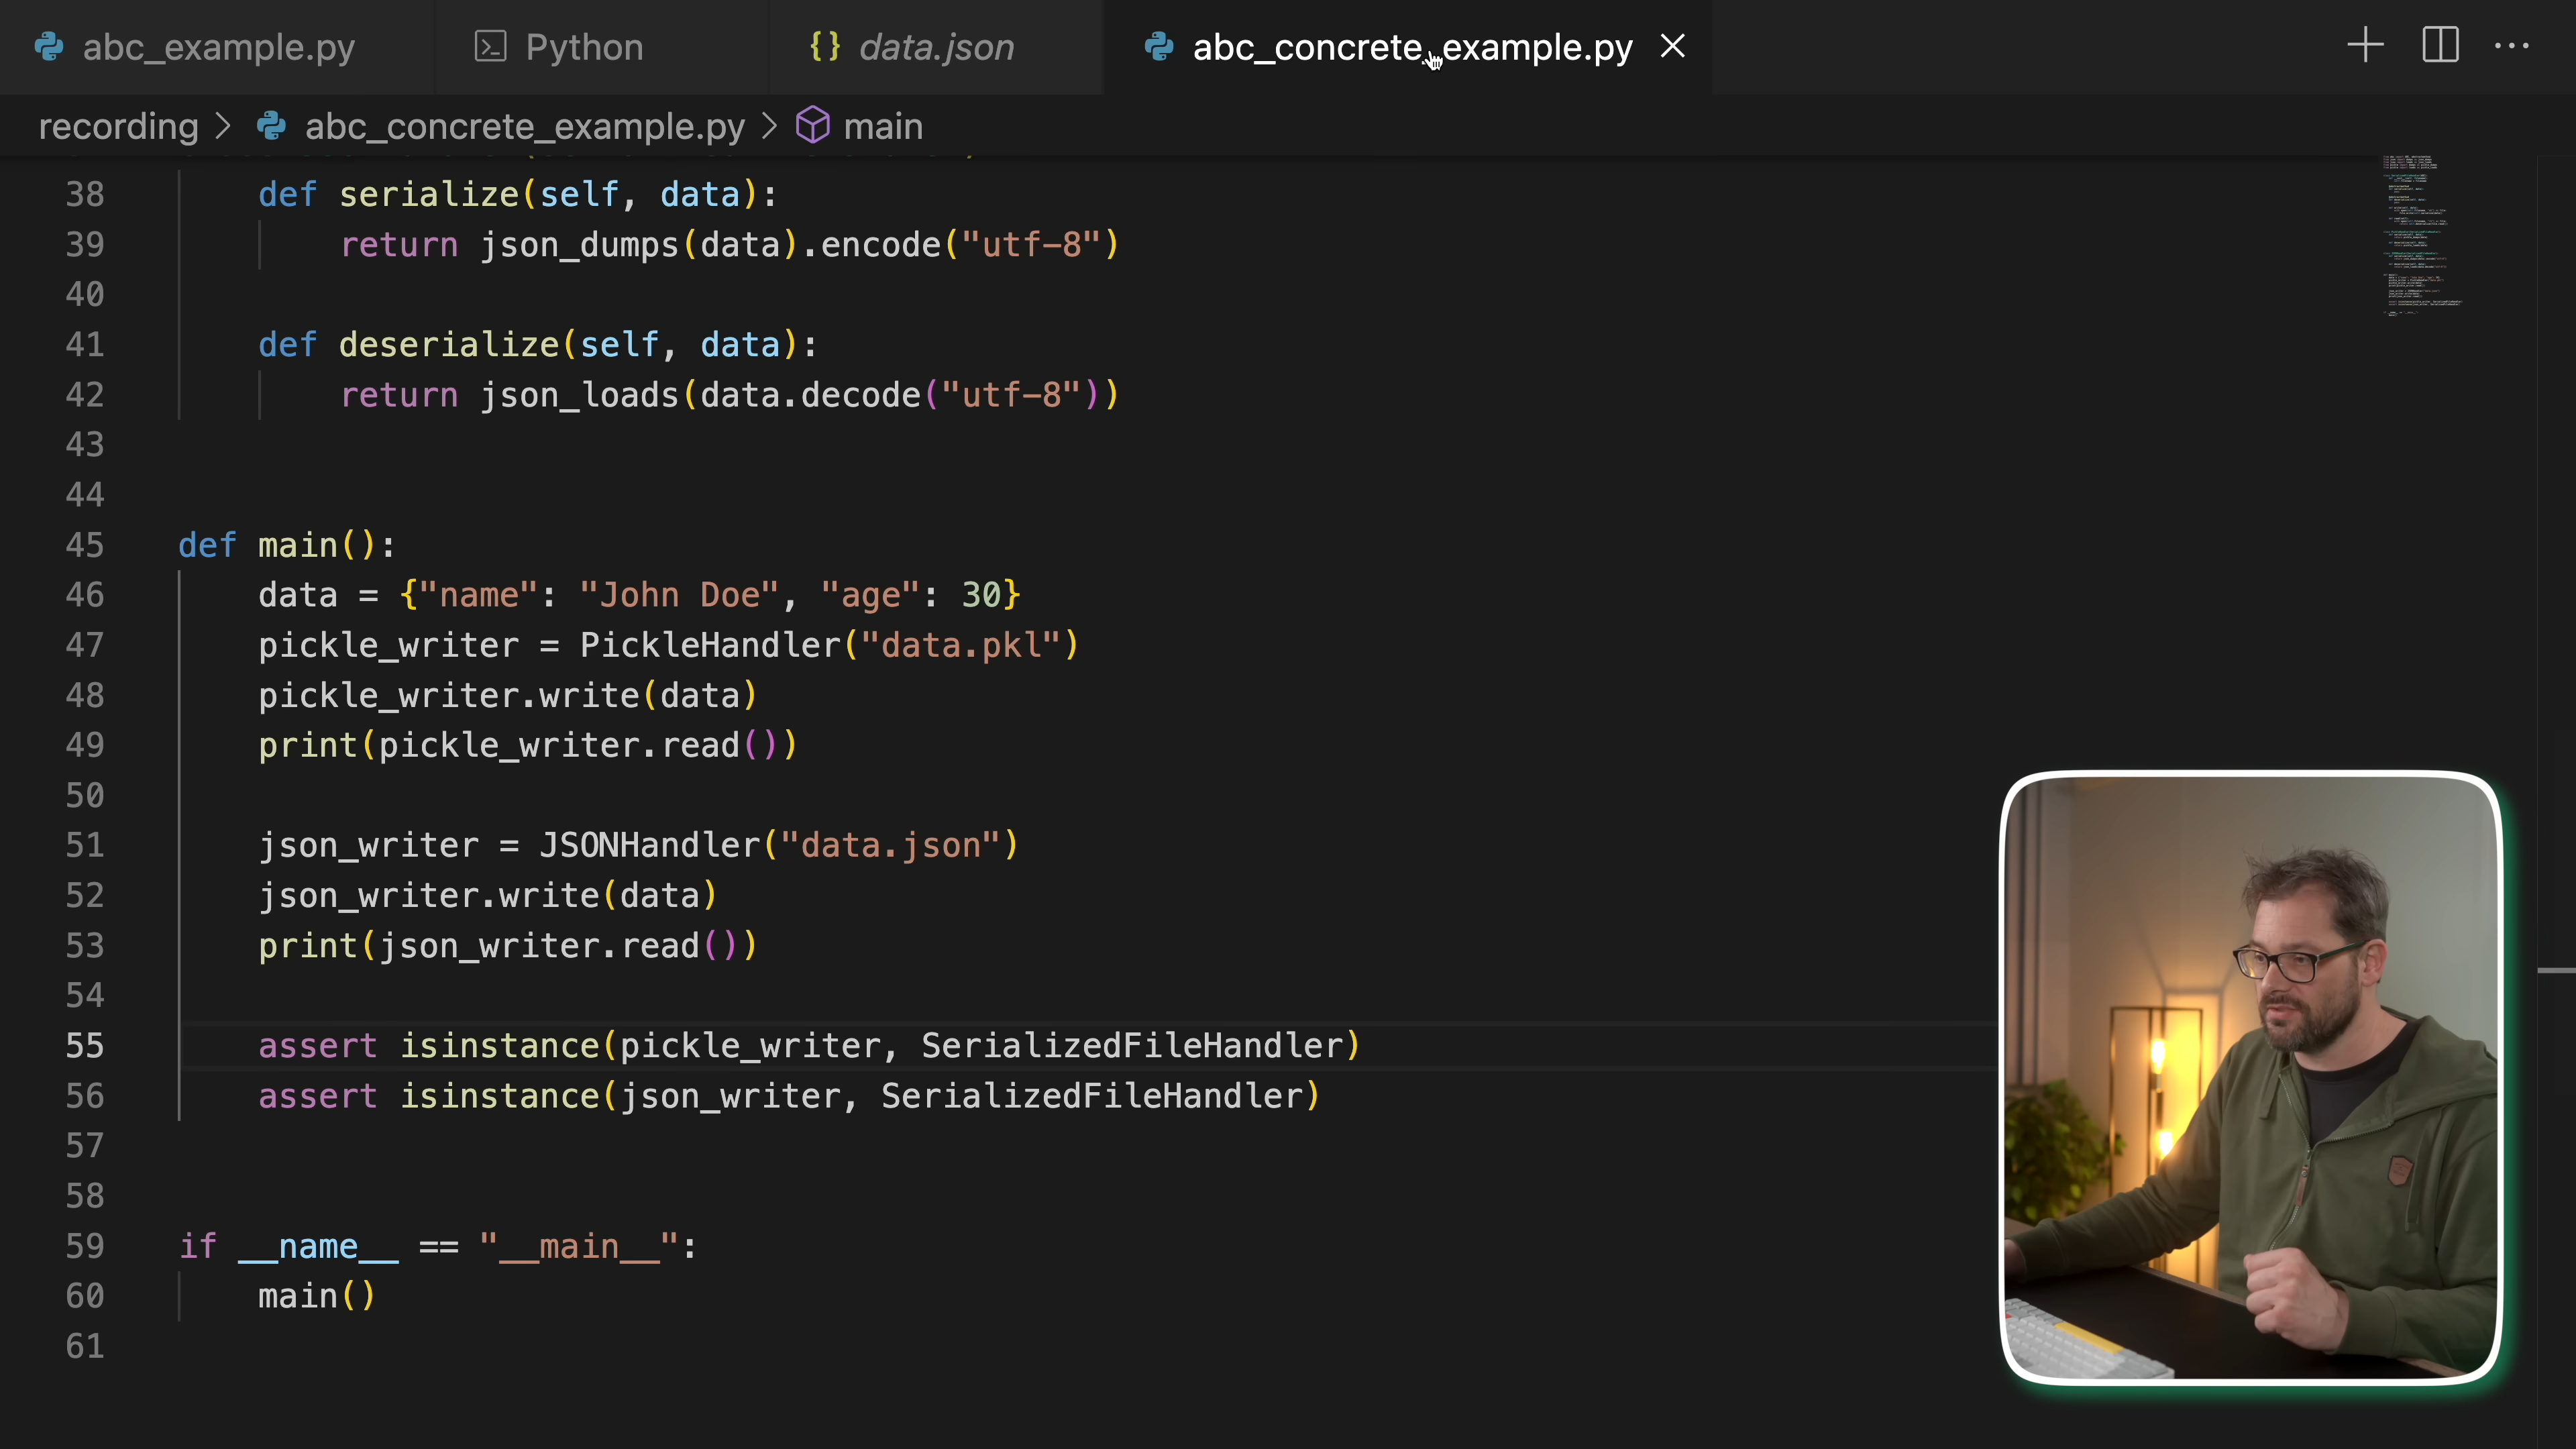 abc_example.py
Python
data.json
abc_concrete_example.py
recording > abc_concrete_example.py > main
38 def serialize(self, data):
39 return json_dumps(data).encode("utf-8")
40
41 def deserialize(self, data):
42 return json_loads(data.decode("utf-8"))
43
44
45 def main():
46 data = {"name": "John Doe", "age": 30}
47 pickle_writer = PickleHandler("data.pkl")
48 pickle_writer.write(data)
49 print(pickle_writer.read())
50
51 json_writer = JSONHandler("data.json")
52 json_writer.write(data)
53 print(json_writer.read())
54
55 assert isinstance(pickle_writer, SerializedFileHandler)
56 assert isinstance(json_writer, SerializedFileHandler)
57
58
59 if __name__ == "__main__":
60 main()
61